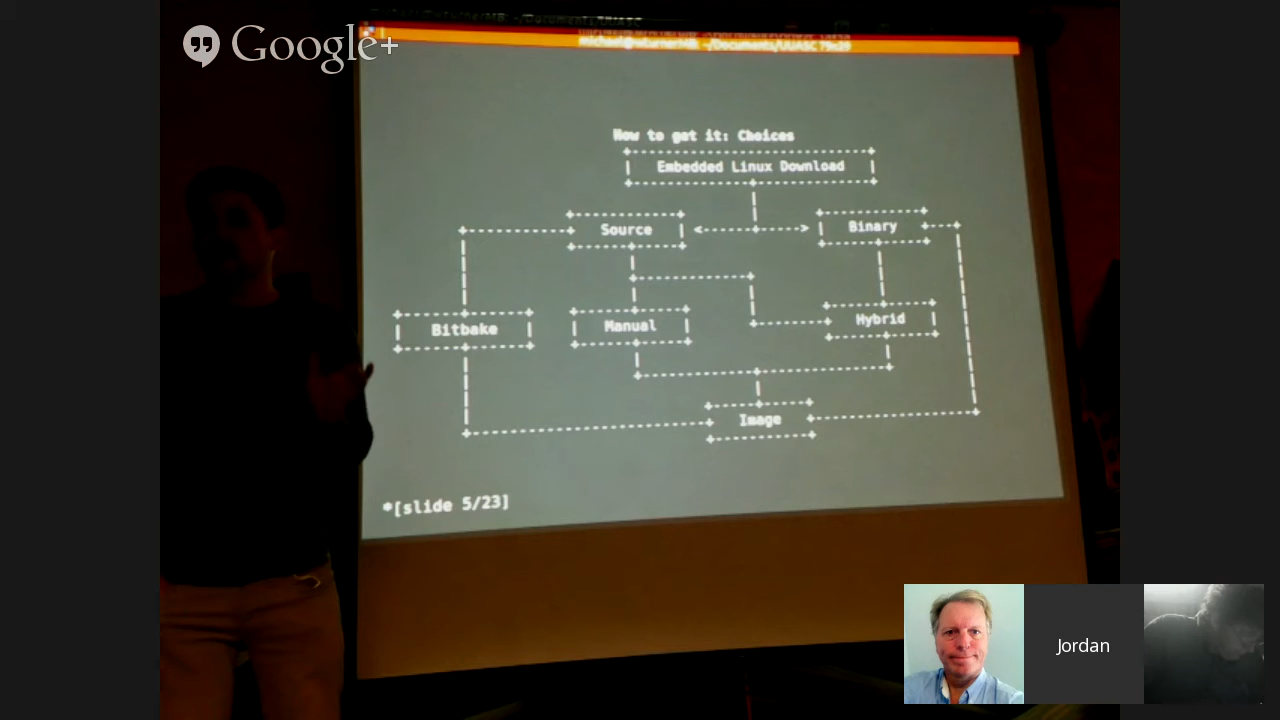 Google+
How to get it: Choices
Embedded Linux Download
Source
Binary
Bitbake
Manual
Hybrid
Image
*[slide 5/23]
Jordan